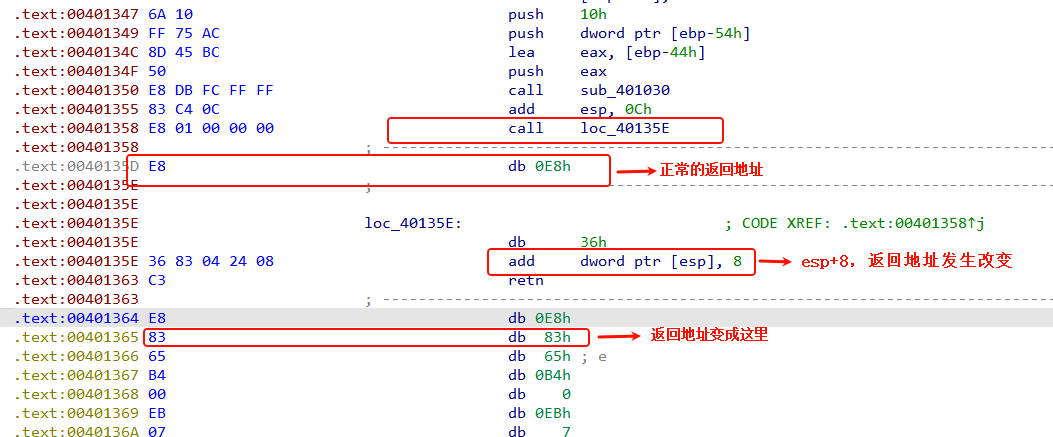 .text:00401347 6A 10 push 10h
.text:00401349 FF 75 AC push dword ptr [ebp-54h]
.text:0040134C 8D 45 BC lea eax, [ebp-44h]
.text:0040134F 50 push eax
.text:00401350 E8 DB FC FF FF call sub_401030
.text:00401355 83 C4 0C add esp, 0Ch
.text:00401358 E8 01 00 00 00 call loc_40135E
.text:00401358 ; ---------------------------------------------------------------------------
.text:0040135D E8 db 0E8h 正常的返回地址
.text:0040135E ; ---------------------------------------------------------------------------
.text:0040135E
.text:0040135E loc_40135E: ; CODE XREF: .text:00401358↑j
.text:0040135E db 36h
.text:0040135E 36 83 04 24 08 add dword ptr [esp], 8 esp+8，返回地址发生改变
.text:00401363 C3 retn
.text:00401363 ; ---------------------------------------------------------------------------
.text:00401364 E8 db 0E8h
.text:00401365 83 db 83h 返回地址变成这里
.text:00401366 65 db 65h ; e
.text:00401367 B4 db 0B4h
.text:00401368 00 db 0
.text:00401369 EB db 0EBh
.text:0040136A 07 db 7